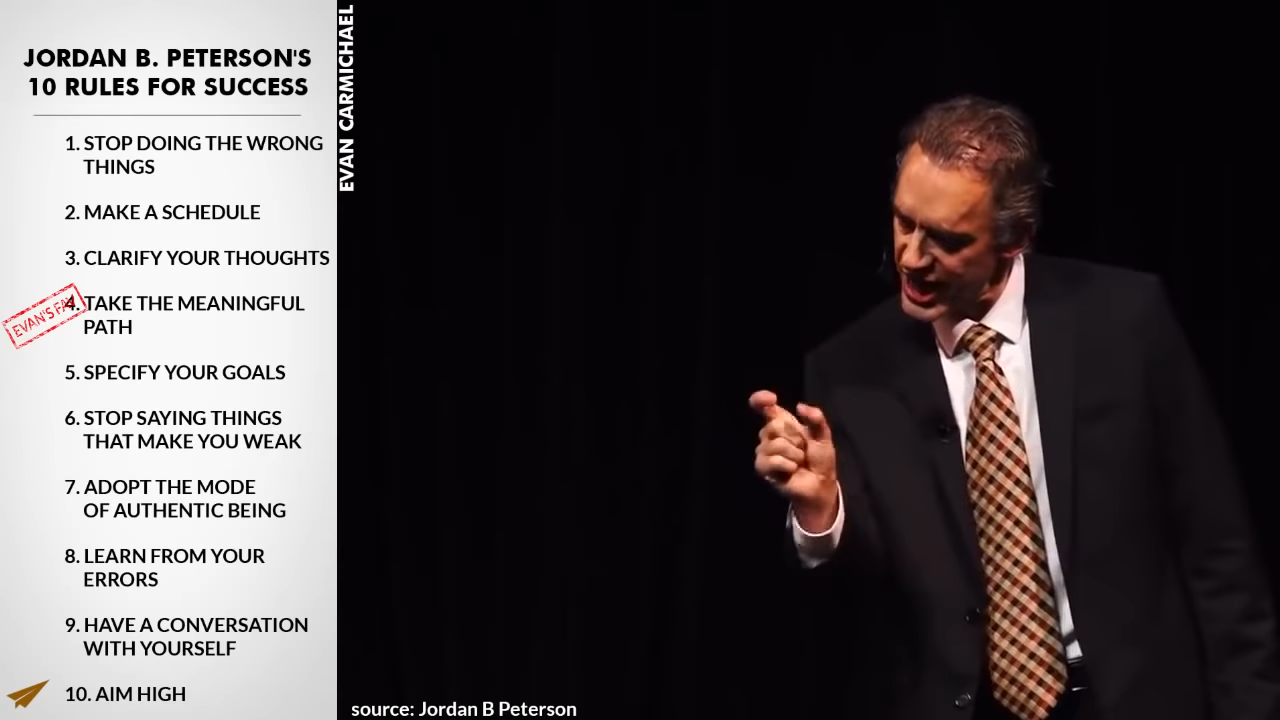 JORDAN B. PETERSON'S
10 RULES FOR SUCCESS
1. STOP DOING THE WRONG
THINGS
2. MAKE A SCHEDULE
3. CLARIFY YOUR THOUGHTS
EVAN'S FAV
4. TAKE THE MEANINGFUL
PATH
5. SPECIFY YOUR GOALS
6. STOP SAYING THINGS
THAT MAKE YOU WEAK
7. ADOPT THE MODE
OF AUTHENTIC BEING
8. LEARN FROM YOUR
ERRORS
9. HAVE A CONVERSATION
WITH YOURSELF
10. AIM HIGH
EVAN CARMICHAEL
source: Jordan B Peterson